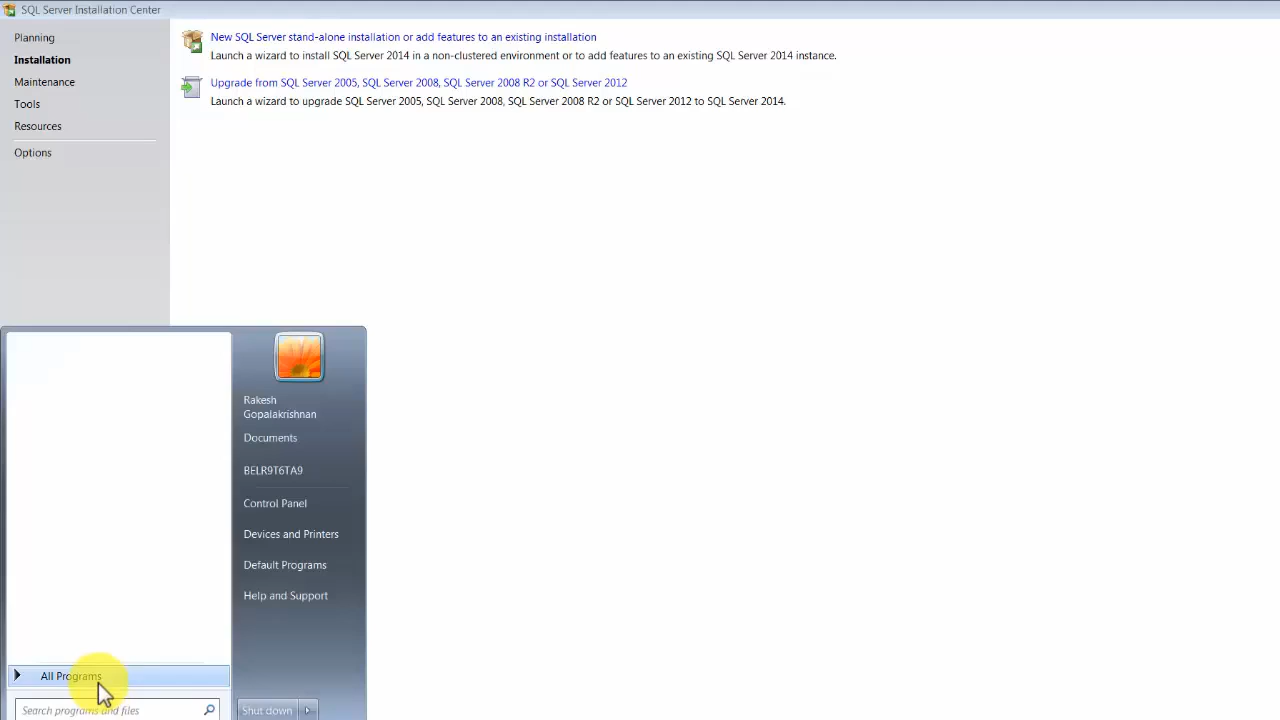 SQL Server Installation Center
Planning
Installation
Maintenance
Tools
Resources
Options
New SQL Server stand-alone installation or add features to an existing installation
Launch a wizard to install SQL Server 2014 in a non-clustered environment or to add features to an existing SQL Server 2014 instance.
Upgrade from SQL Server 2005, SQL Server 2008, SQL Server 2008 R2 or SQL Server 2012
Launch a wizard to upgrade SQL Server 2005, SQL Server 2008, SQL Server 2008 R2 or SQL Server 2012 to SQL Server 2014.
Rakesh
Gopalakrishnan
Documents
BELR9T6TA9
Control Panel
Devices and Printers
Default Programs
Help and Support
All Programs
Search programs and files
Shut down